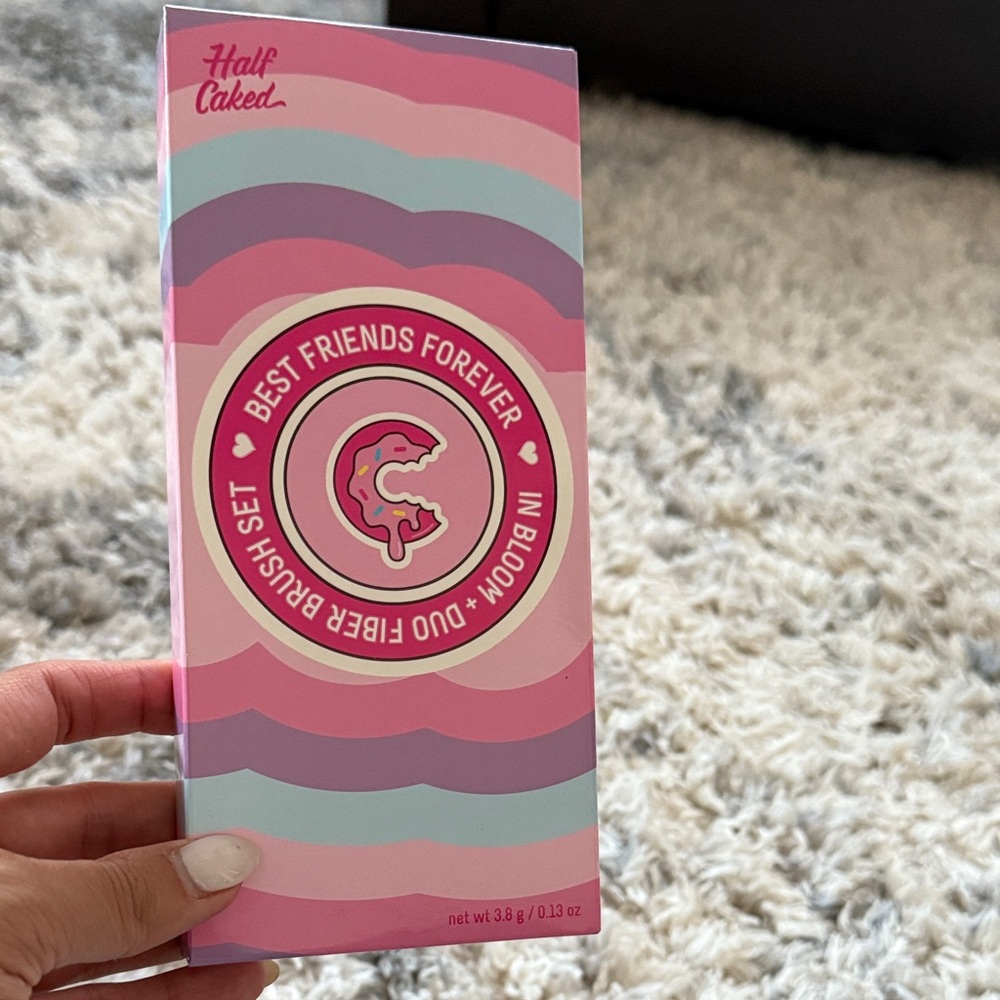 Half
Caked
BEST FRIENDS FOREVER
IN BLOOM + DUO FIBER BRUSH SET
net wt 3.8 g / 0.13 oz